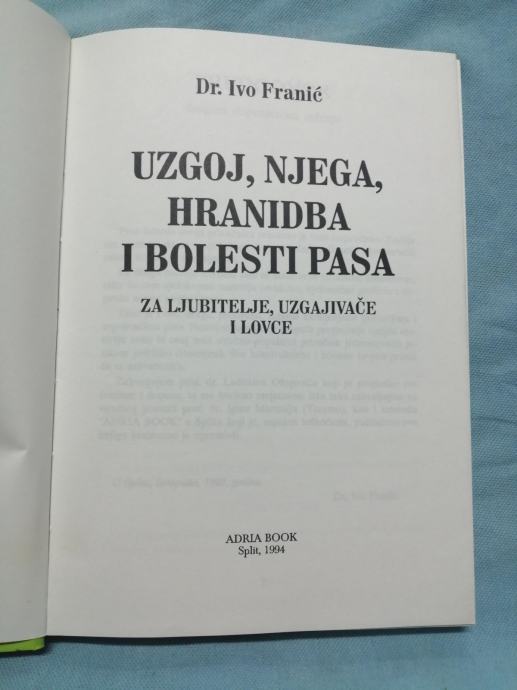 Dr. Ivo Franić
UZGOJ, NJEGA,
HRANIDBA
I BOLESTI PASA
ZA LJUBITELJE, UZGAJIVAČE
I LOVCE
ADRIA BOOK
Split, 1994